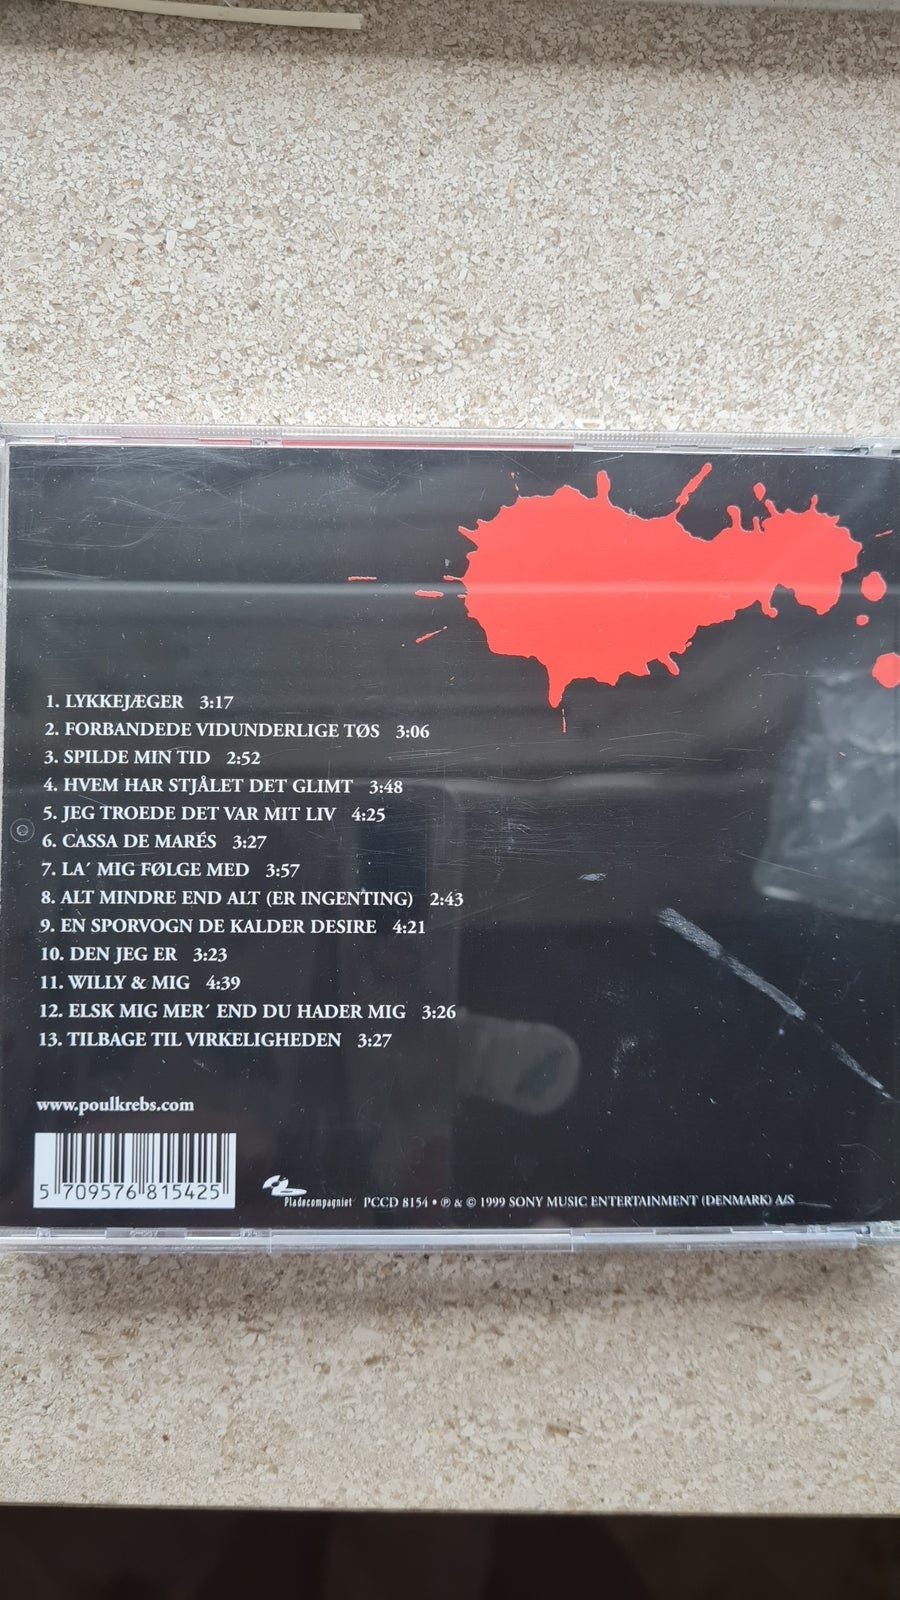 1. LYKKEJÆGER 3:17
2. FORBANDEDE VIDUNDERLIGE TØS 3:06
3. SPILDE MIN TID 2:52
4. HVEM HAR STJÅLET DET GLIMT 3:48
5. JEG TROEDE DET VAR MIT LIV 4:25
6. CASSA DE MARÉS 3:27
7. LA´ MIG FØLGE MED 3:57
8. ALT MINDRE END ALT (ER INGENTING) 2:43
9. EN SPORVOGN DE KALDER DESIRE 4:21
10. DEN JEG ER 3:23
11. WILLY & MIG 4:39
12. ELSK MIG MER´ END DU HADER MIG 3:26
13. TILBAGE TIL VIRKELIGHEDEN 3:27
www.poulkrebs.com
5 709576 815425
Pladecompagniet PCCD 8154 • ℗ & © 1999 SONY MUSIC ENTERTAINMENT (DENMARK) A/S